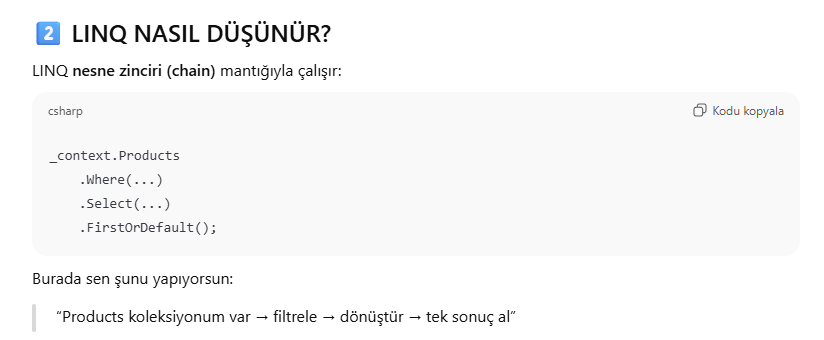 2 LINQ NASIL DÜŞÜNÜR?
LINQ nesne zinciri (chain) mantığıyla çalışır:
csharp
Kodu kopyala
_context.Products
    .Where(...)
    .Select(...)
    .FirstOrDefault();
Burada sen şunu yapıyorsun:
“Products koleksiyonum var → filtrele → dönüştür → tek sonuç al”